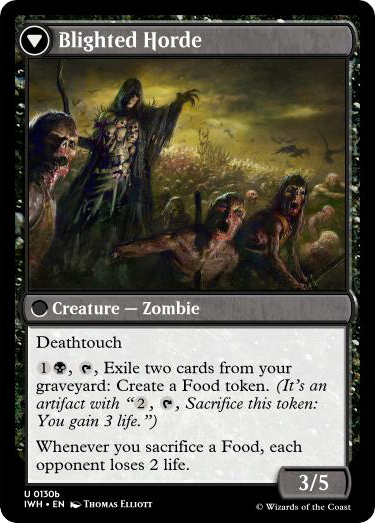 Blighted Horde
Creature — Zombie
Deathtouch
1, Exile two cards from your
graveyard: Create a Food token. (It's an
artifact with “2, Sacrifice this token:
You gain 3 life.”)
Whenever you sacrifice a Food, each
opponent loses 2 life.
3/5
U 0130b
IWH • EN Thomas Elliott
© Wizards of the Coast